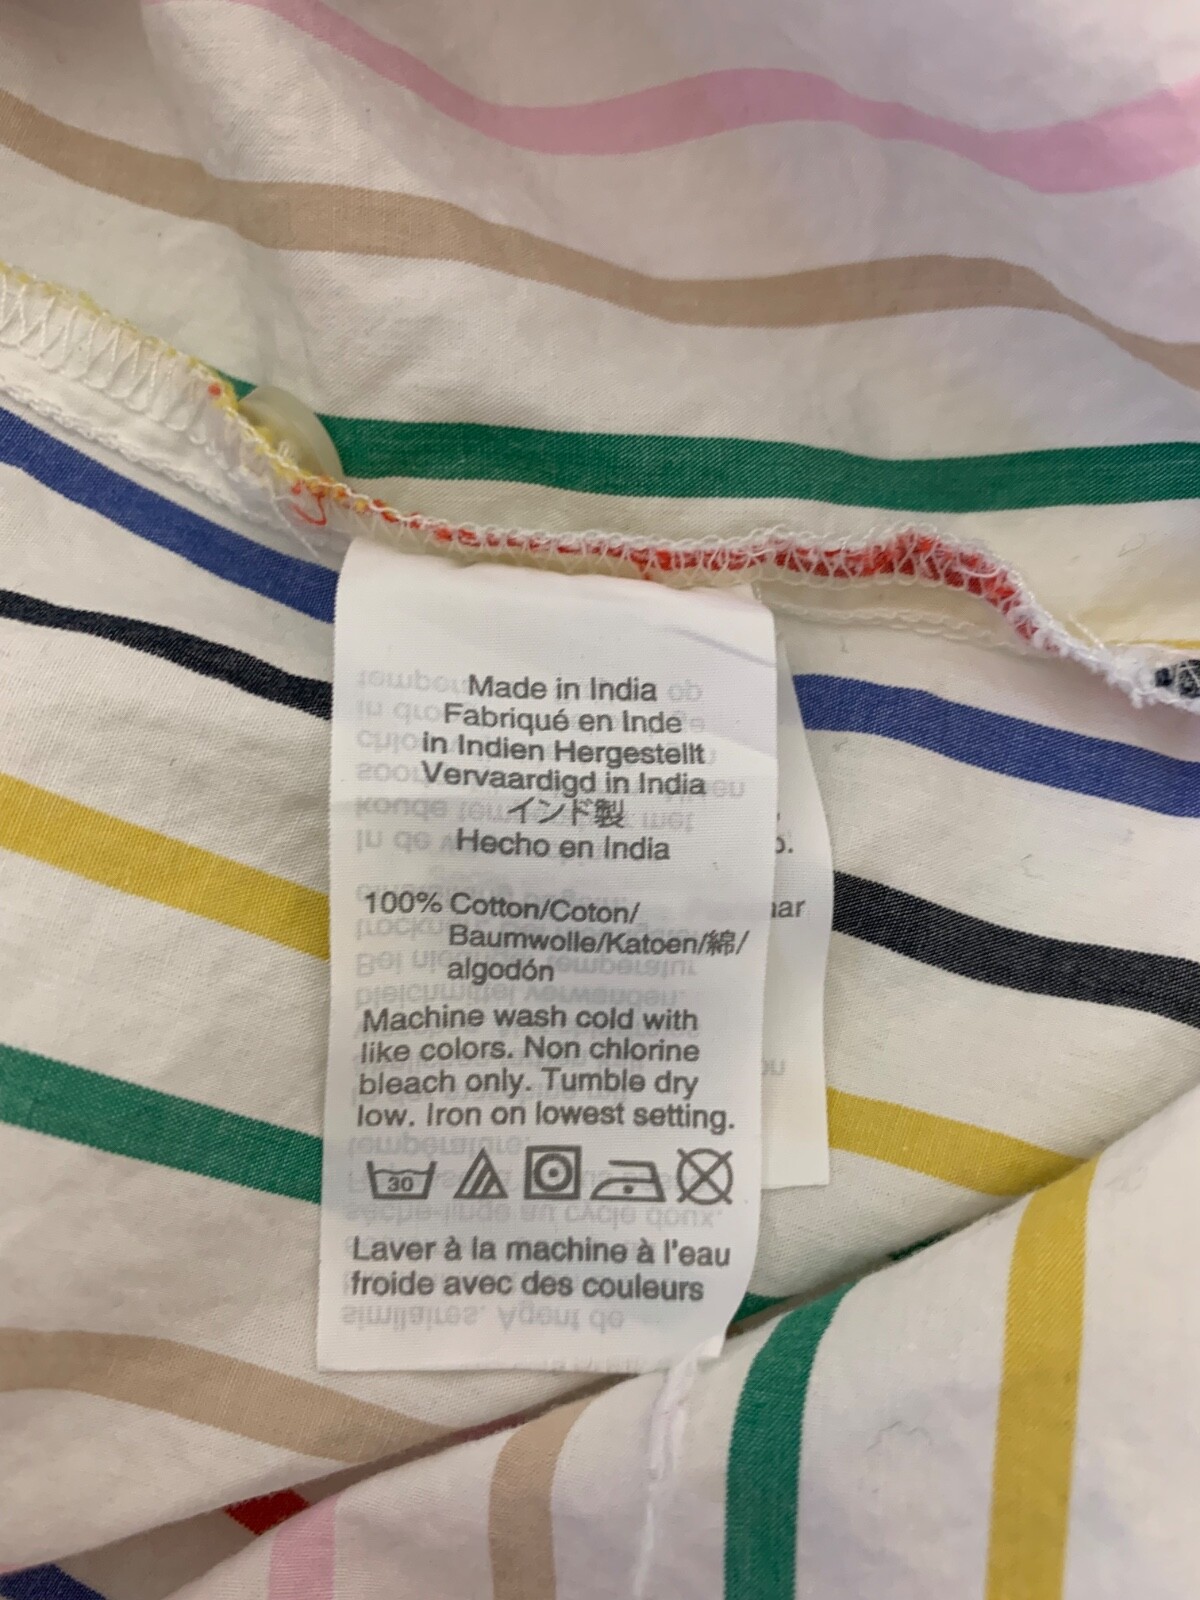 Made in India
Fabriqué en Inde
in Indien Hergestellt
Vervaardigd in India
インド製
Hecho en India
100% Cotton/Coton/
Baumwolle/Katoen/綿/
algodón
Machine wash cold with
like colors. Non chlorine
bleach only. Tumble dry
low. Iron on lowest setting.
30
Laver à la machine à l'eau
froide avec des couleurs